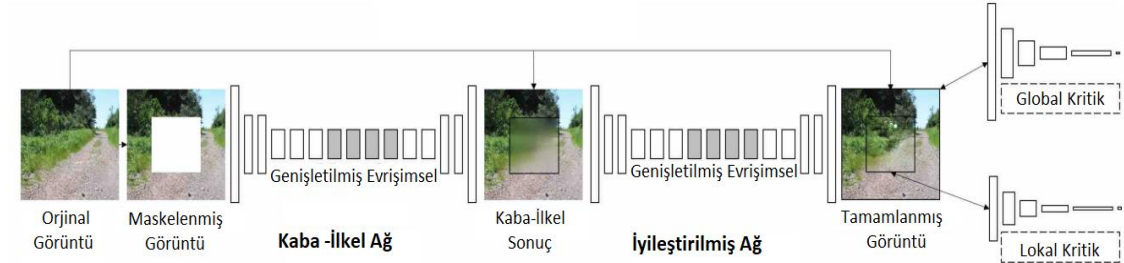 Orjinal
Görüntü
Maskelenmiş
Görüntü
Genişletilmiş Evrişimsel
Kaba -İlkel Ağ
Kaba-İlkel
Sonuç
Genişletilmiş Evrişimsel
İyileştirilmiş Ağ
Tamamlanmış
Görüntü
Global Kritik
Lokal Kritik